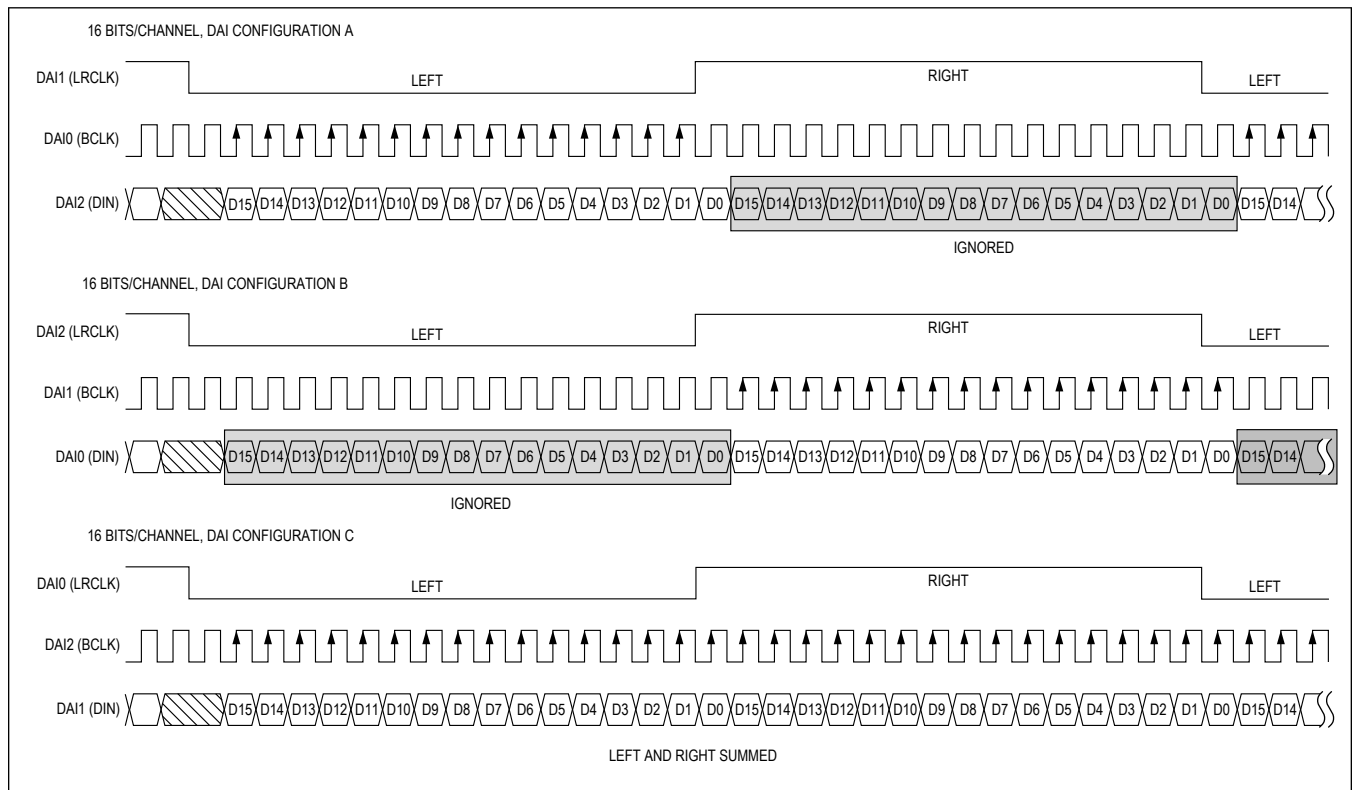 16 BITS/CHANNEL, DAI CONFIGURATION A
DAI1 (LRCLK) LEFT RIGHT LEFT
DAI0 (BCLK)
DAI2 (DIN) D15 D14 D13 D12 D11 D10 D9 D8 D7 D6 D5 D4 D3 D2 D1 D0 D15 D14 D13 D12 D11 D10 D9 D8 D7 D6 D5 D4 D3 D2 D1 D0 D15 D14
IGNORED
16 BITS/CHANNEL, DAI CONFIGURATION B
DAI2 (LRCLK) LEFT RIGHT LEFT
DAI1 (BCLK)
DAI0 (DIN) D15 D14 D13 D12 D11 D10 D9 D8 D7 D6 D5 D4 D3 D2 D1 D0 D15 D14 D13 D12 D11 D10 D9 D8 D7 D6 D5 D4 D3 D2 D1 D0 D15 D14
IGNORED
16 BITS/CHANNEL, DAI CONFIGURATION C
DAI0 (LRCLK) LEFT RIGHT LEFT
DAI2 (BCLK)
DAI1 (DIN) D15 D14 D13 D12 D11 D10 D9 D8 D7 D6 D5 D4 D3 D2 D1 D0 D15 D14 D13 D12 D11 D10 D9 D8 D7 D6 D5 D4 D3 D2 D1 D0 D15 D14
LEFT AND RIGHT SUMMED